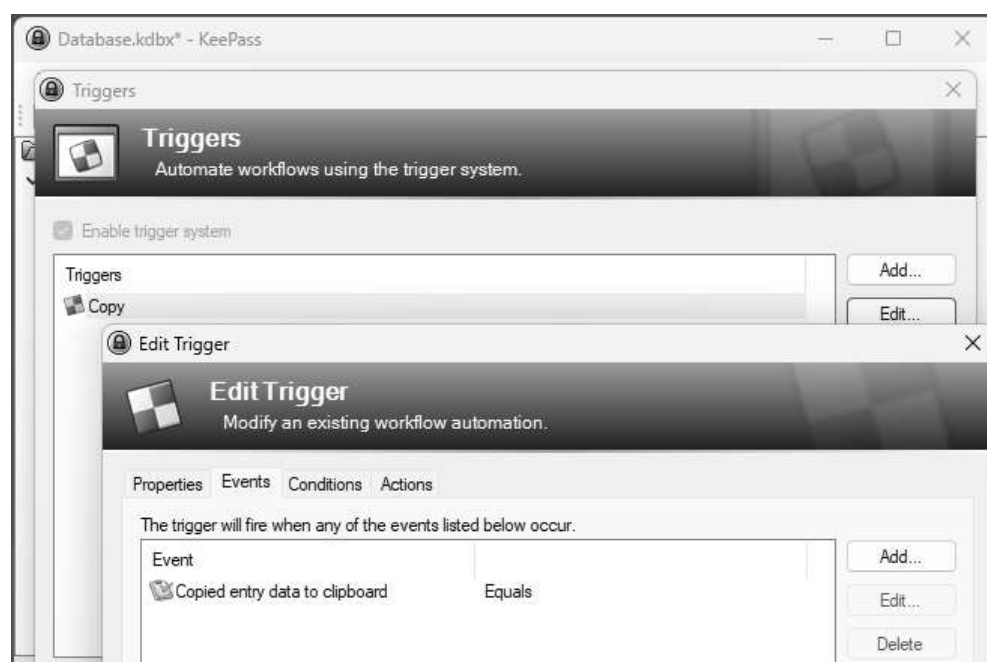 Database.kdbx* - KeePass
Triggers
Triggers
Automate workflows using the trigger system.
Enable trigger system
Triggers
Add...
Copy
Edit...
Edit Trigger
Edit Trigger
Modify an existing workflow automation.
Properties Events Conditions Actions
The trigger will fire when any of the events listed below occur.
Event
Add...
Copied entry data to clipboard Equals
Edit...
Delete